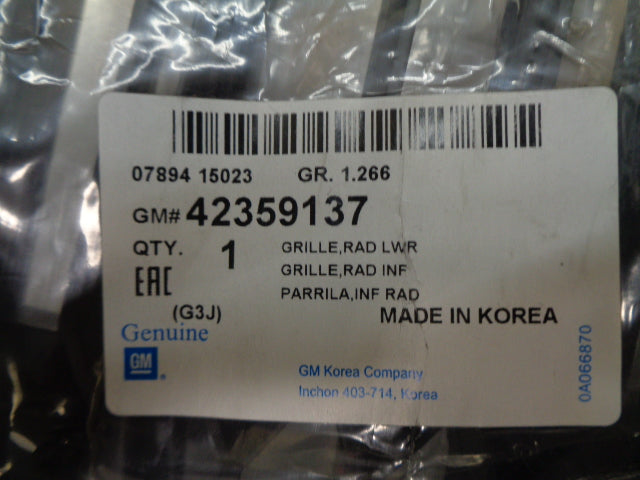 07894 15023 GR. 1.266
GM# 42359137
QTY. 1 GRILLE,RAD LWR
GRILLE,RAD INF
EAC PARRILA,INF RAD
(G3J) MADE IN KOREA
Genuine
GM
GM Korea Company
Inchon 403-714, Korea
0A066870